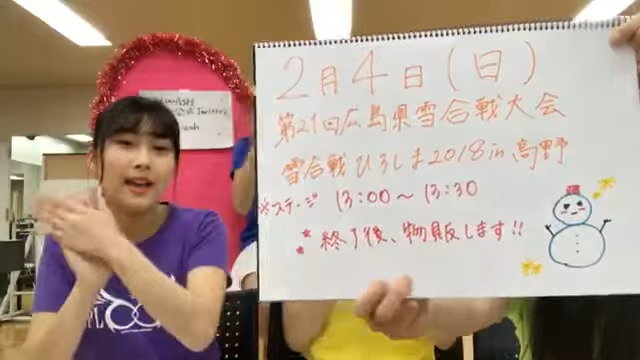 2月4日(日)
第21回広島県雪合戦大会
雪合戦ひろしま2018in高野
※ステージ 13:00〜13:30
★終了後、物販します!!